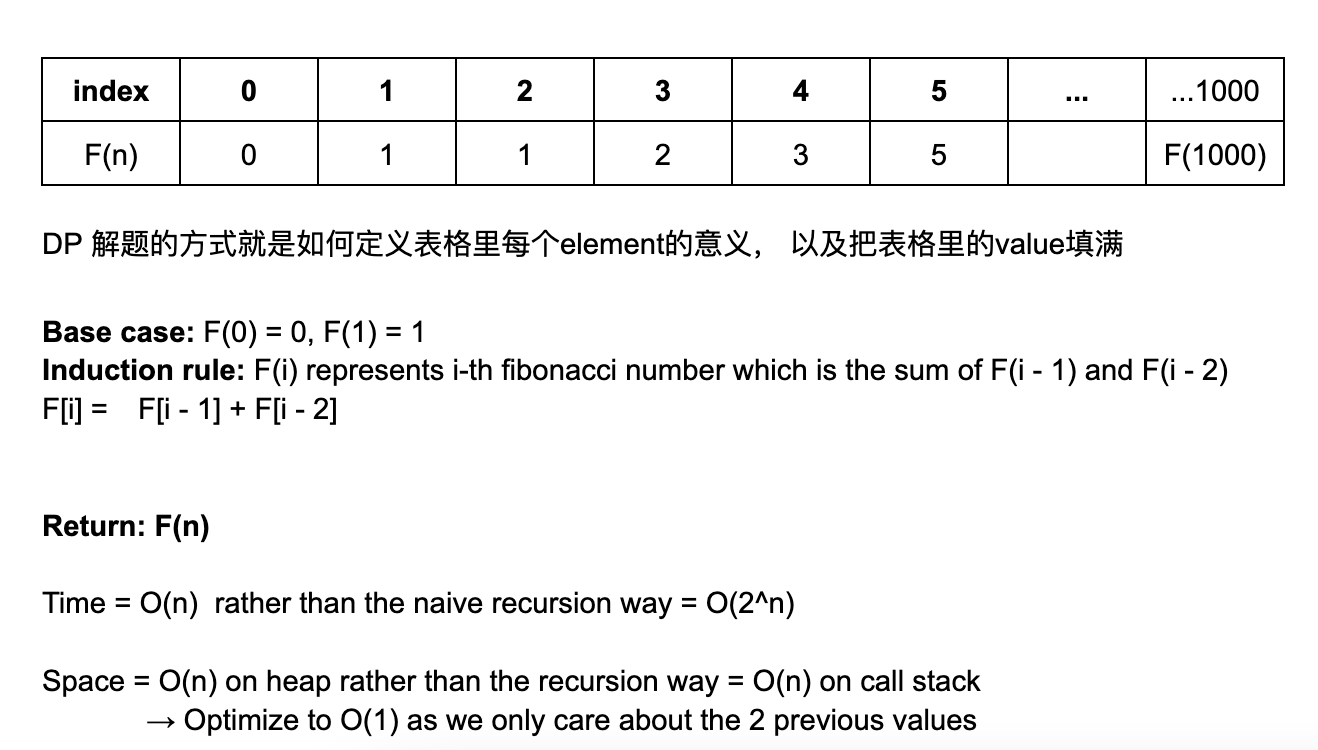 index 0 1 2 3 4 5 ... ...1000
F(n) 0 1 1 2 3 5 F(1000)
DP 解题的方式就是如何定义表格里每个element的意义， 以及把表格里的value填满
Base case: F(0) = 0, F(1) = 1
Induction rule: F(i) represents i-th fibonacci number which is the sum of F(i - 1) and F(i - 2)
F[i] = F[i - 1] + F[i - 2]
Return: F(n)
Time = O(n) rather than the naive recursion way = O(2^n)
Space = O(n) on heap rather than the recursion way = O(n) on call stack
→ Optimize to O(1) as we only care about the 2 previous values